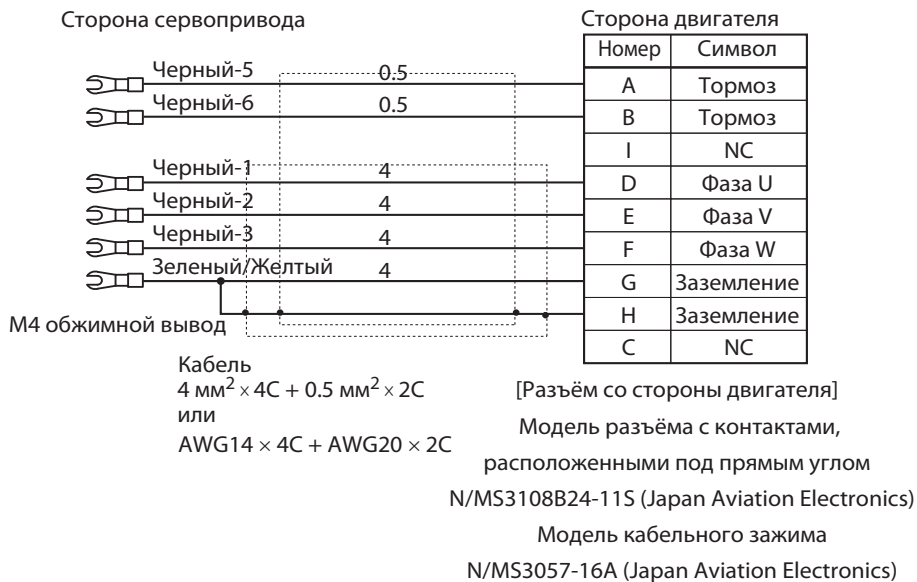 Сторона сервопривода
Сторона двигателя
Номер Символ
Черный-5 0.5 A Тормоз
Черный-6 0.5 B Тормоз
I NC
Черный-1 4 D Фаза U
Черный-2 4 E Фаза V
Черный-3 4 F Фаза W
Зеленый/Желтый 4 G Заземление
H Заземление
C NC
M4 обжимной вывод
Кабель
4 мм² × 4C + 0.5 мм² × 2C
или
AWG14 × 4C + AWG20 × 2C
[Разъём со стороны двигателя]
Модель разъёма с контактами,
расположенными под прямым углом
N/MS3108B24-11S (Japan Aviation Electronics)
Модель кабельного зажима
N/MS3057-16A (Japan Aviation Electronics)